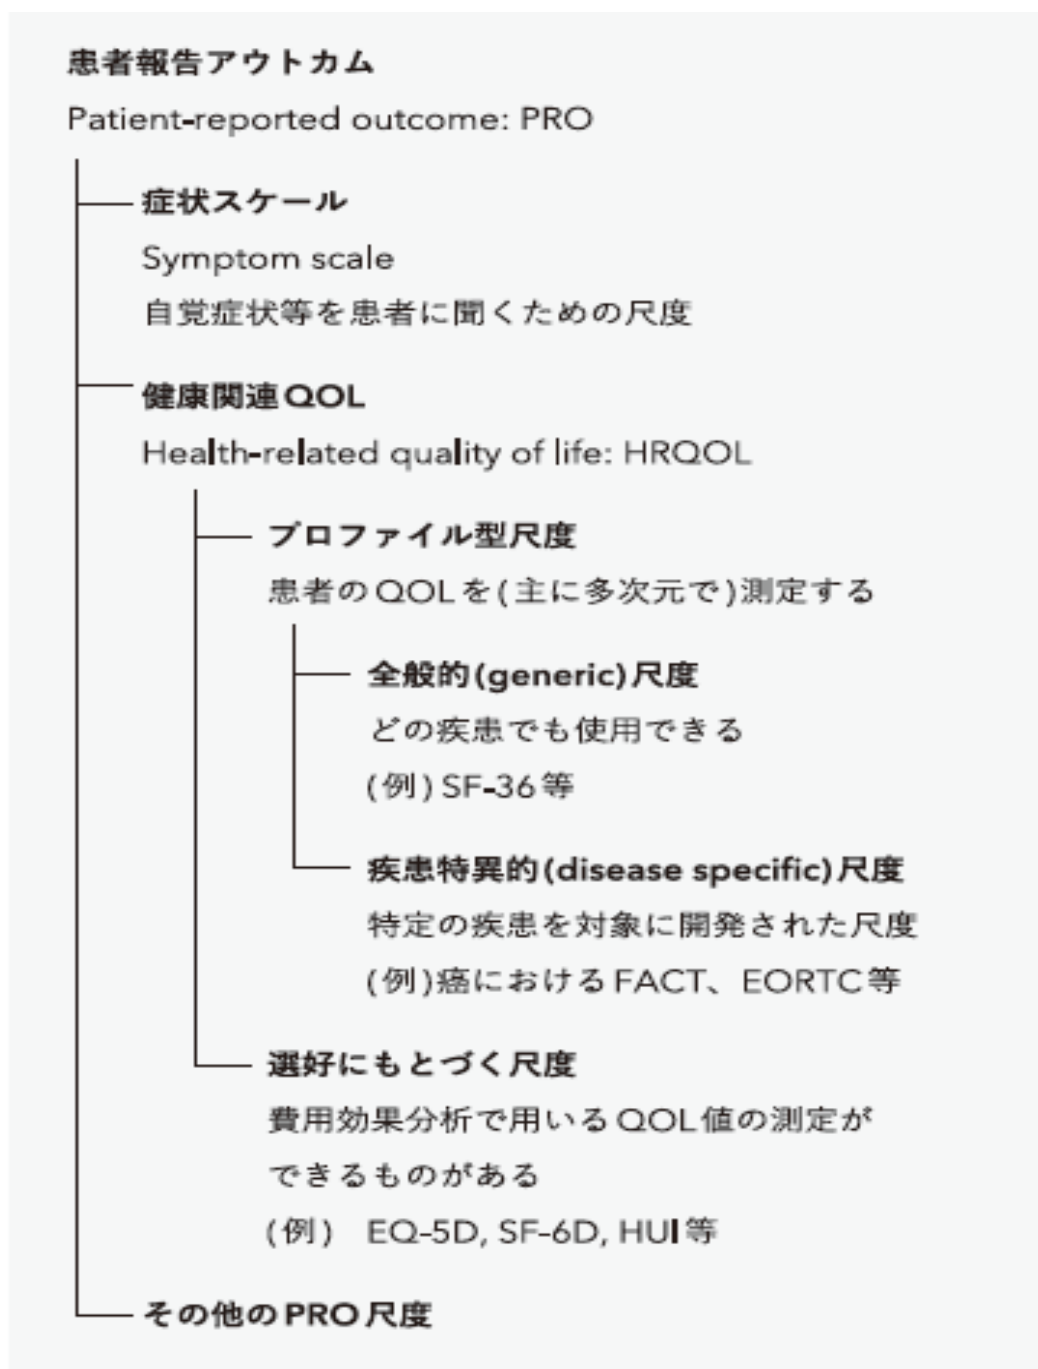 患者報告アウトカム
Patient-reported outcome: PRO
症状スケール
Symptom scale
自覚症状等を患者に聞くための尺度
健康関連QOL
Health-related quality of life: HRQOL
プロファイル型尺度
患者のQOLを(主に多次元で)測定する
全般的(generic)尺度
どの疾患でも使用できる
(例)SF-36等
疾患特異的(disease specific)尺度
特定の疾患を対象に開発された尺度
(例)癌におけるFACT、EORTC等
選好にもとづく尺度
費用効果分析で用いるQOL値の測定が
できるものがある
(例) EQ-5D, SF-6D, HUI等
その他のPRO尺度